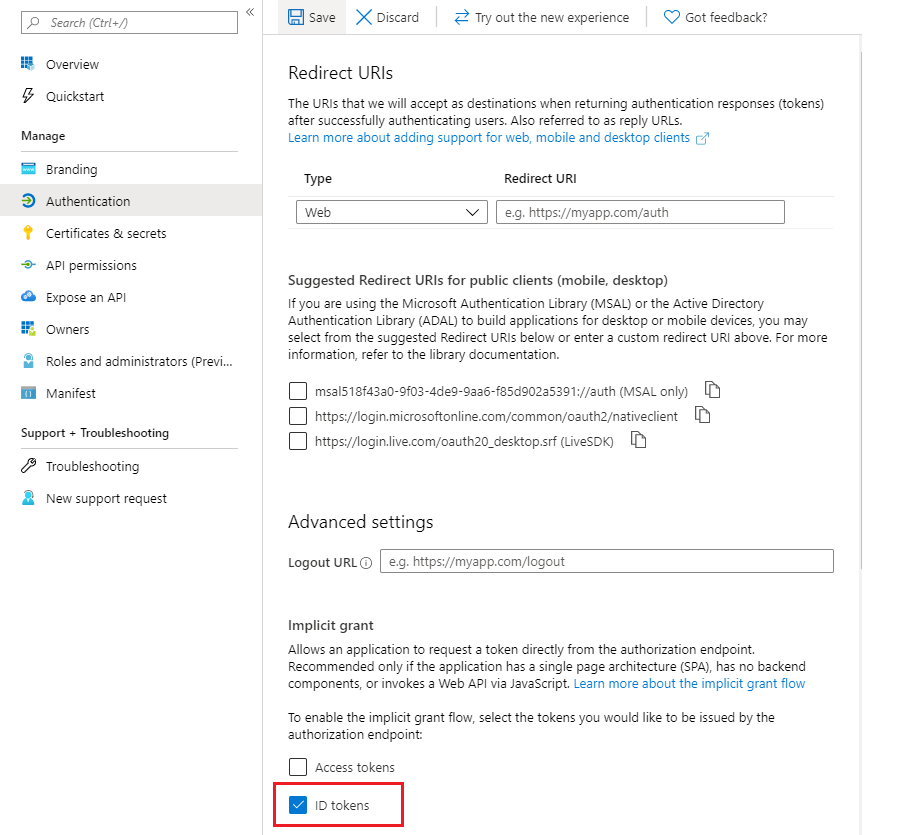 Search (Ctrl+/)
«
Overview
Quickstart
Manage
Branding
Authentication
Certificates & secrets
API permissions
Expose an API
Owners
Roles and administrators (Previ...
Manifest
Support + Troubleshooting
Troubleshooting
New support request
Save
Discard
Try out the new experience
Got feedback?
Redirect URIs
The URIs that we will accept as destinations when returning authentication responses (tokens)
after successfully authenticating users. Also referred to as reply URLs.
Learn more about adding support for web, mobile and desktop clients
Type Redirect URI
Web e.g. https://myapp.com/auth
Suggested Redirect URIs for public clients (mobile, desktop)
If you are using the Microsoft Authentication Library (MSAL) or the Active Directory
Authentication Library (ADAL) to build applications for desktop or mobile devices, you may
select from the suggested Redirect URIs below or enter a custom redirect URI above. For more
information, refer to the library documentation.
msal518f43a0-9f03-4de9-9aa6-f85d902a5391://auth (MSAL only)
https://login.microsoftonline.com/common/oauth2/nativeclient
https://login.live.com/oauth20_desktop.srf (LiveSDK)
Advanced settings
Logout URL e.g. https://myapp.com/logout
Implicit grant
Allows an application to request a token directly from the authorization endpoint.
Recommended only if the application has a single page architecture (SPA), has no backend
components, or invokes a Web API via JavaScript. Learn more about the implicit grant flow
To enable the implicit grant flow, select the tokens you would like to be issued by the
authorization endpoint:
Access tokens
ID tokens